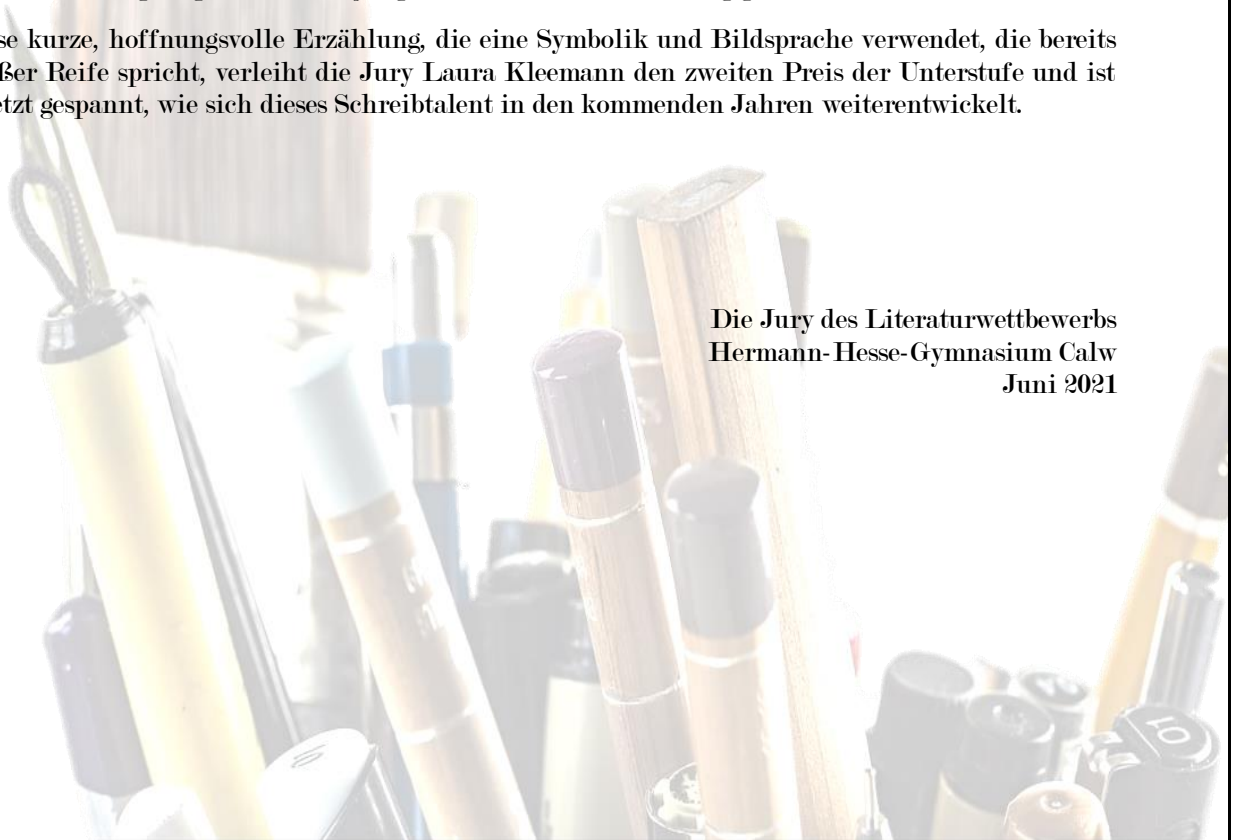 se kurze, hoffnungsvolle Erzählung, die eine Symbolik und Bildsprache verwendet, die bereits
ßer Reife spricht, verleiht die Jury Laura Kleemann den zweiten Preis der Unterstufe und ist
etzt gespannt, wie sich dieses Schreibtalent in den kommenden Jahren weiterentwickelt.
Die Jury des Literaturwettbewerbs
Hermann-Hesse-Gymnasium Calw
Juni 2021